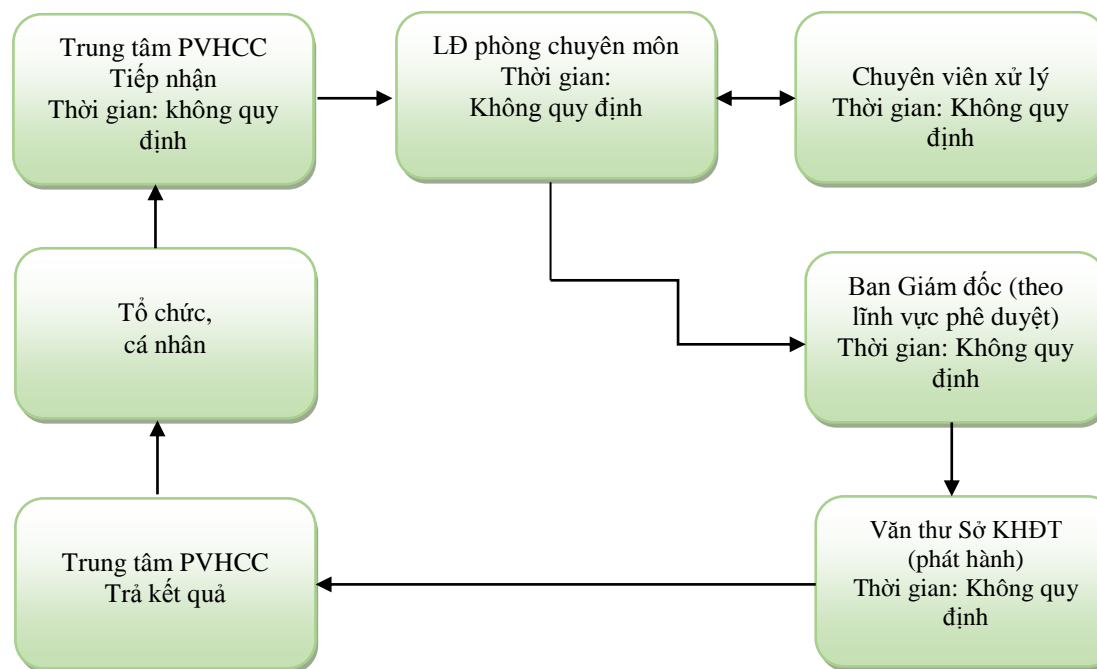 Trung tâm PVHCC
Tiếp nhận
Thời gian: không quy
định
LĐ phòng chuyên môn
Thời gian:
Không quy định
Chuyên viên xử lý
Thời gian: Không quy
định
Tổ chức,
cá nhân
Ban Giám đốc (theo
lĩnh vực phê duyệt)
Thời gian: Không quy
định
Trung tâm PVHCC
Trả kết quả
Văn thư Sở KHĐT
(phát hành)
Thời gian: Không quy
định